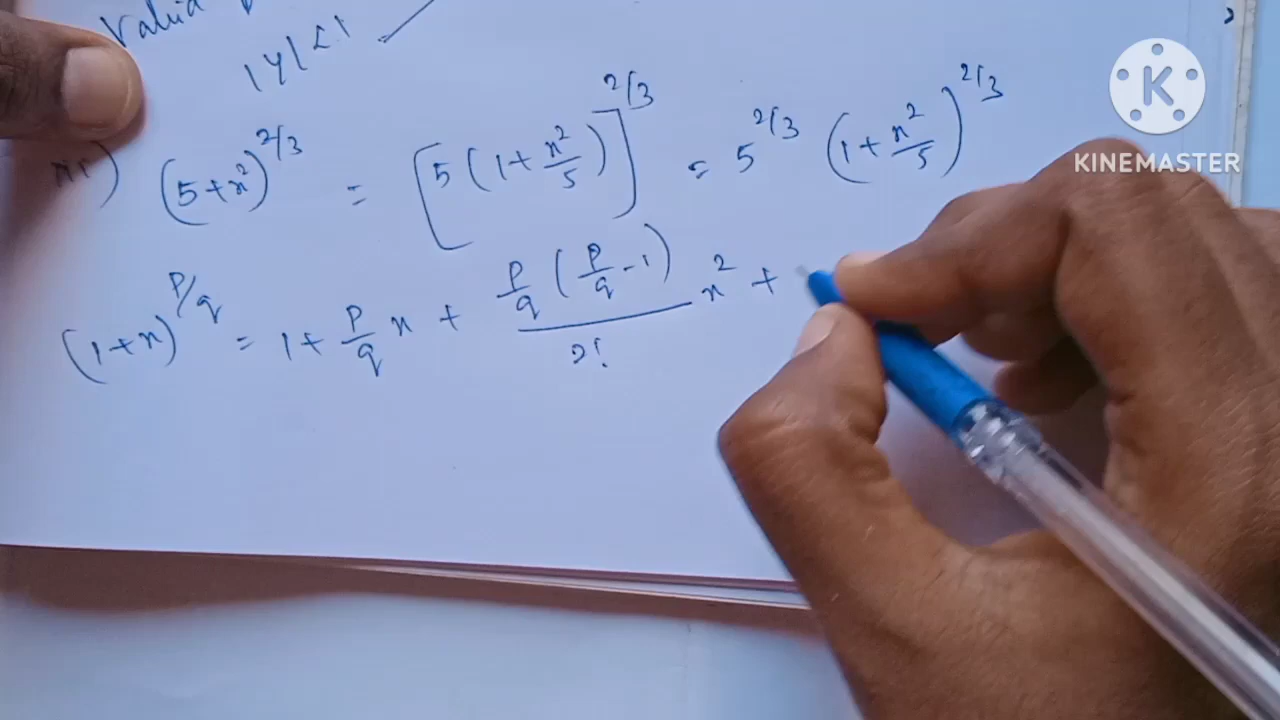 Valid
|y| < 1
(5+x²)^2/3 = [5(1+x²/5)]^2/3 = 5^2/3 (1+x²/5)^2/3
(1+x)^p/q = 1 + p/q x + p/q (p/q - 1)/2! x² +
K
KINEMASTER